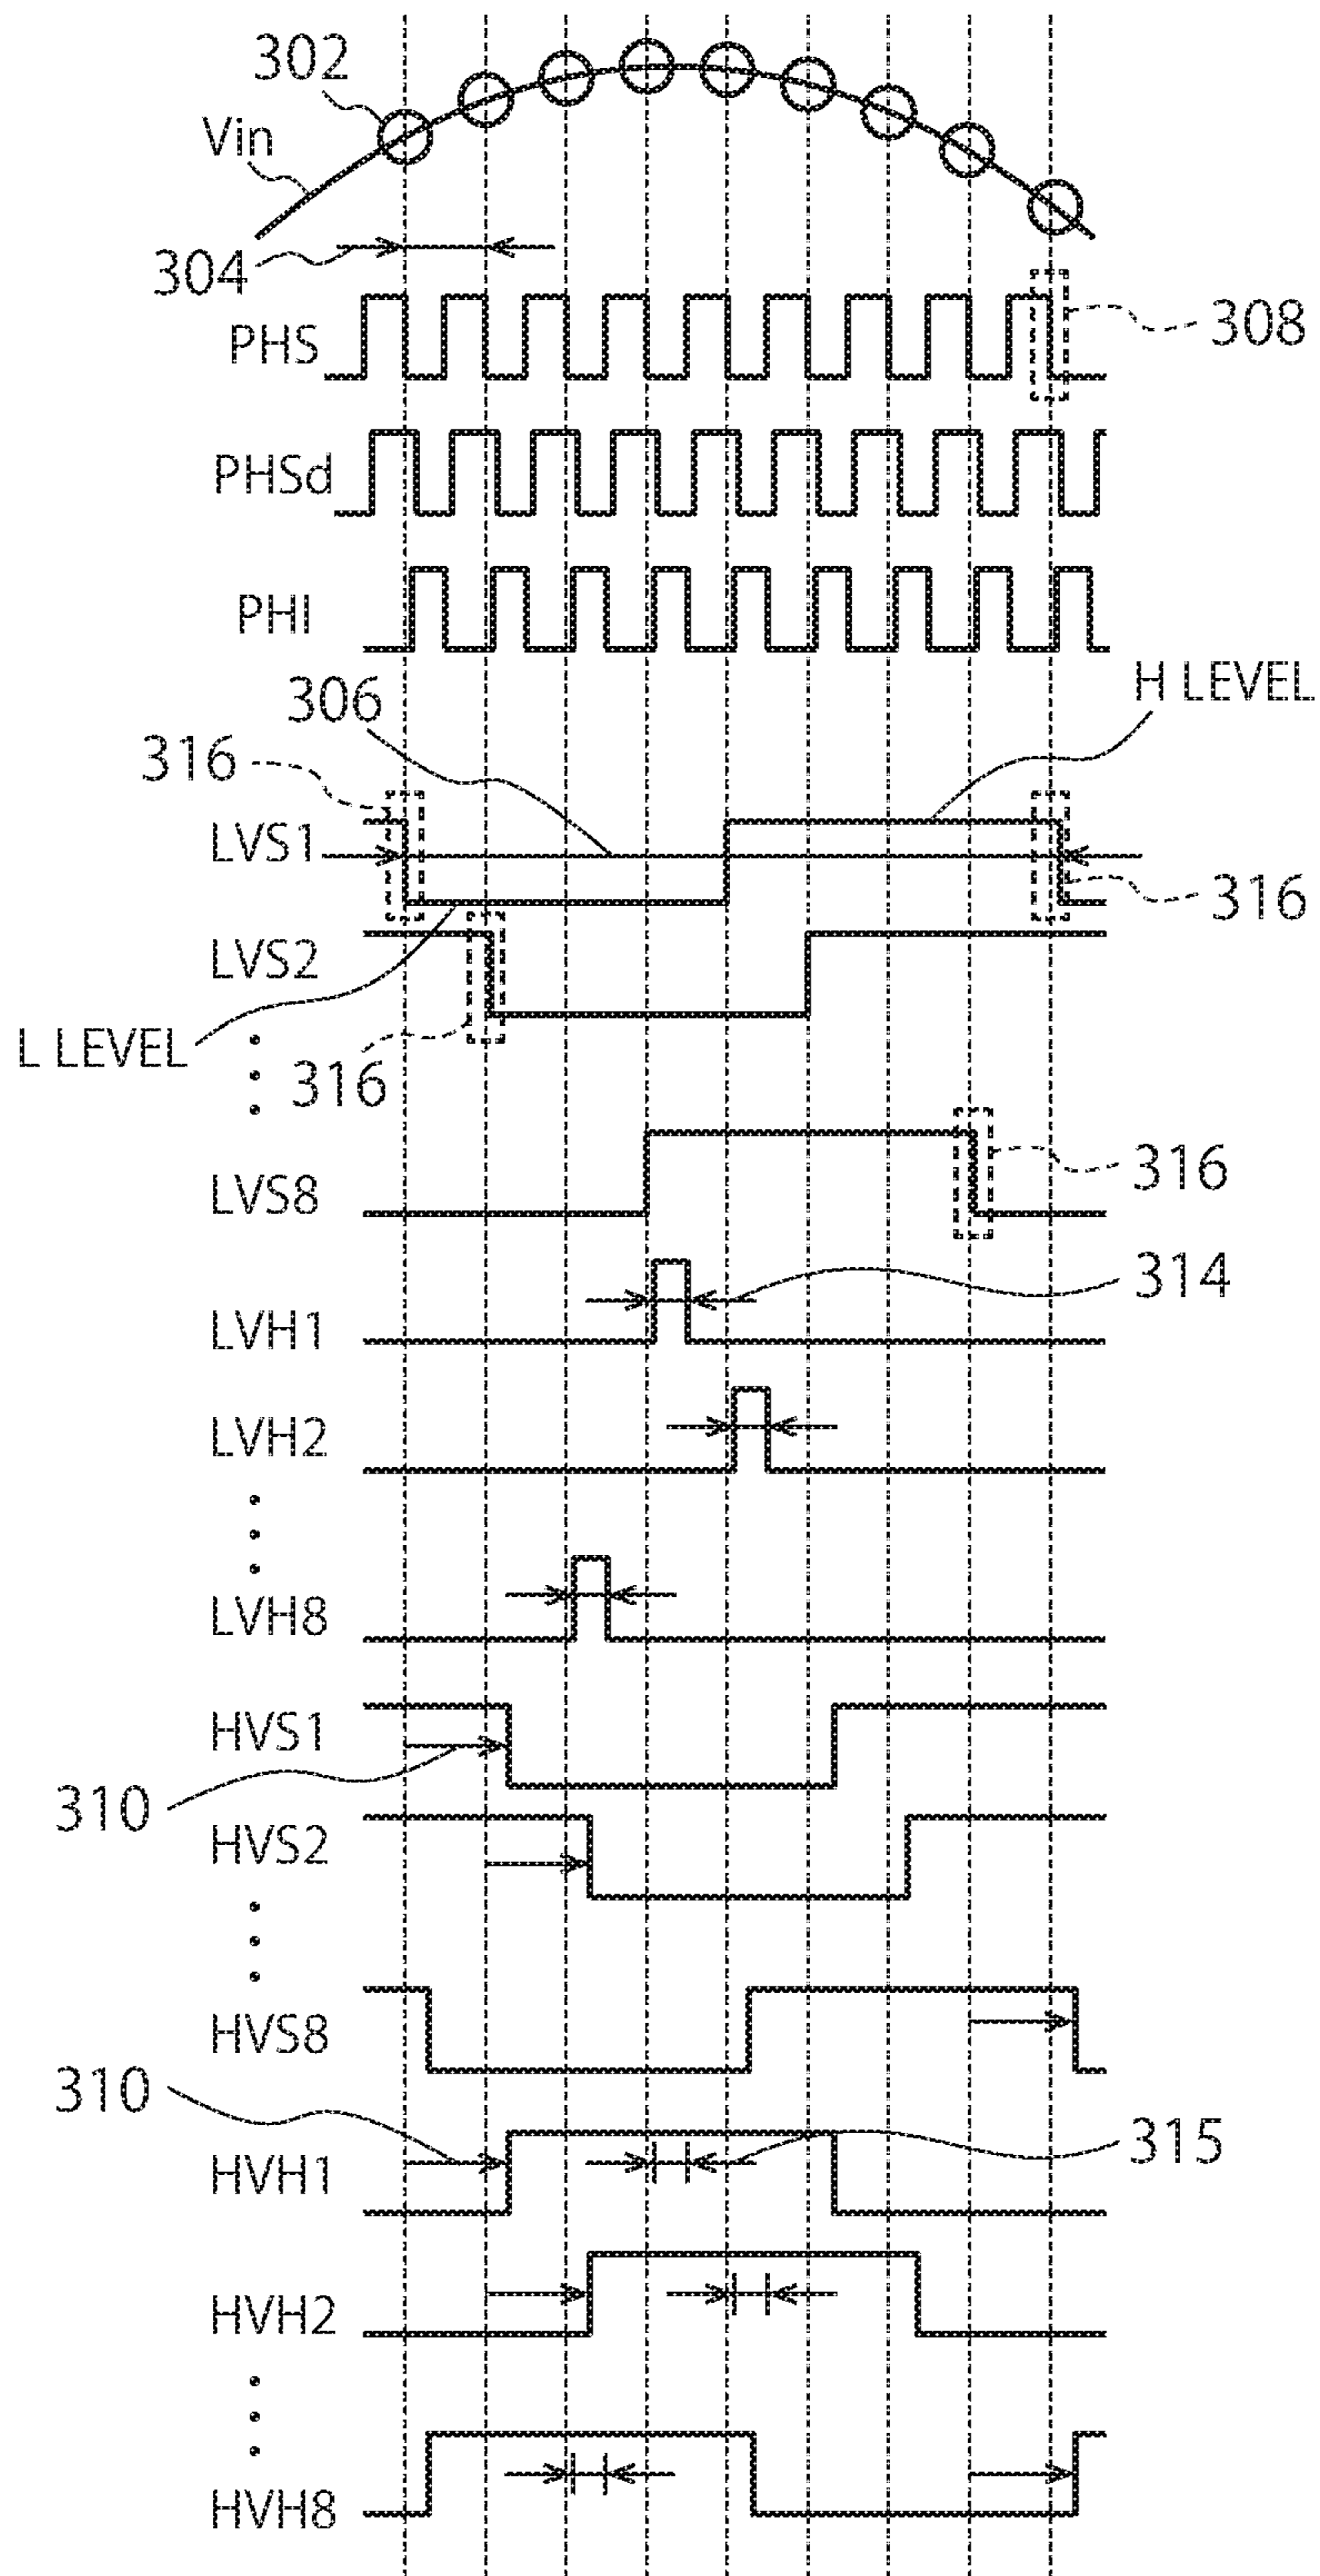 302
Vin
304
PHS
308
PHSd
PHI
306
H LEVEL
316
LVS1
316
LVS2
L LEVEL
316
LVS8
316
314
LVH1
LVH2
LVH8
HVS1
310
HVS2
HVS8
310
HVH1
315
HVH2
HVH8